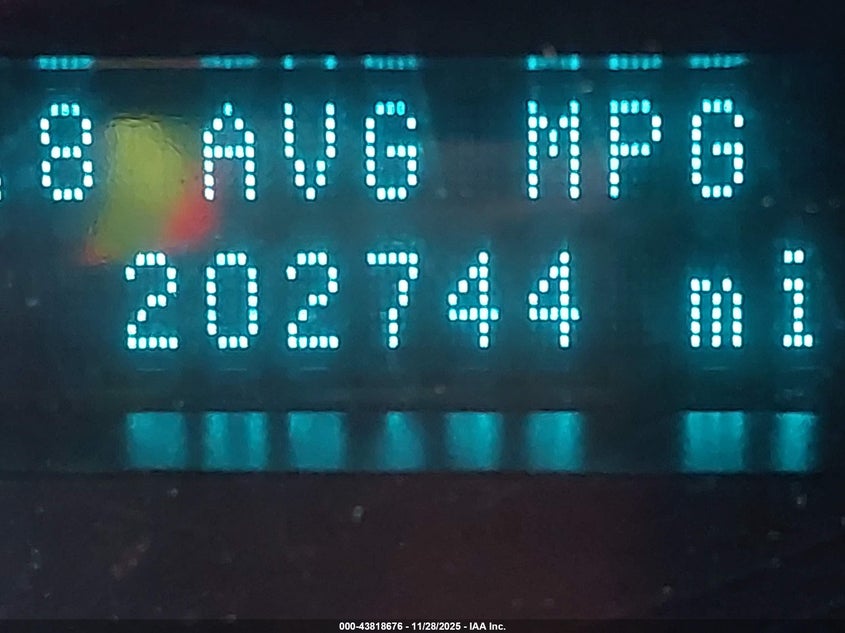 .8 AVG MPG
202744 mi
000-43818676 - 11/28/2025 - IAA Inc.